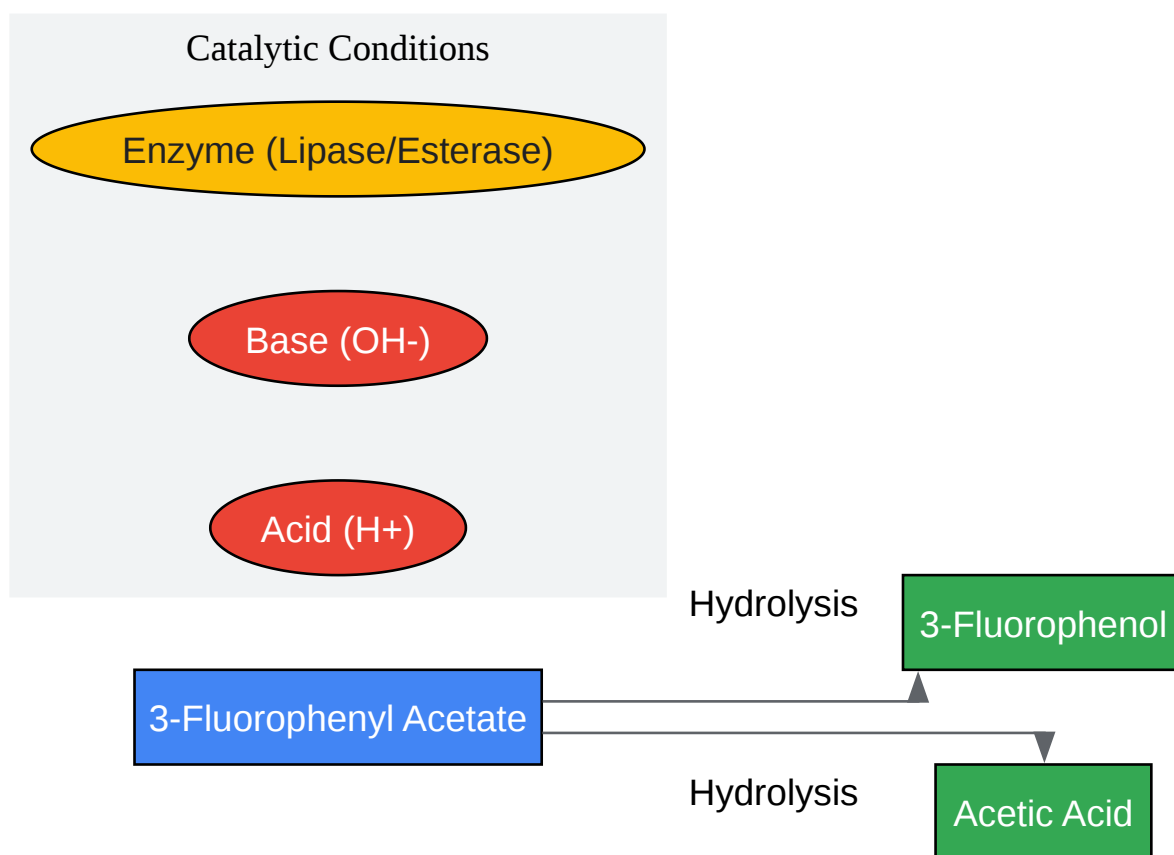 Catalytic Conditions
Enzyme (Lipase/Esterase)
Base (OH-)
Acid (H+)
Hydrolysis
3-Fluorophenol
3-Fluorophenyl Acetate
Hydrolysis
Acetic Acid